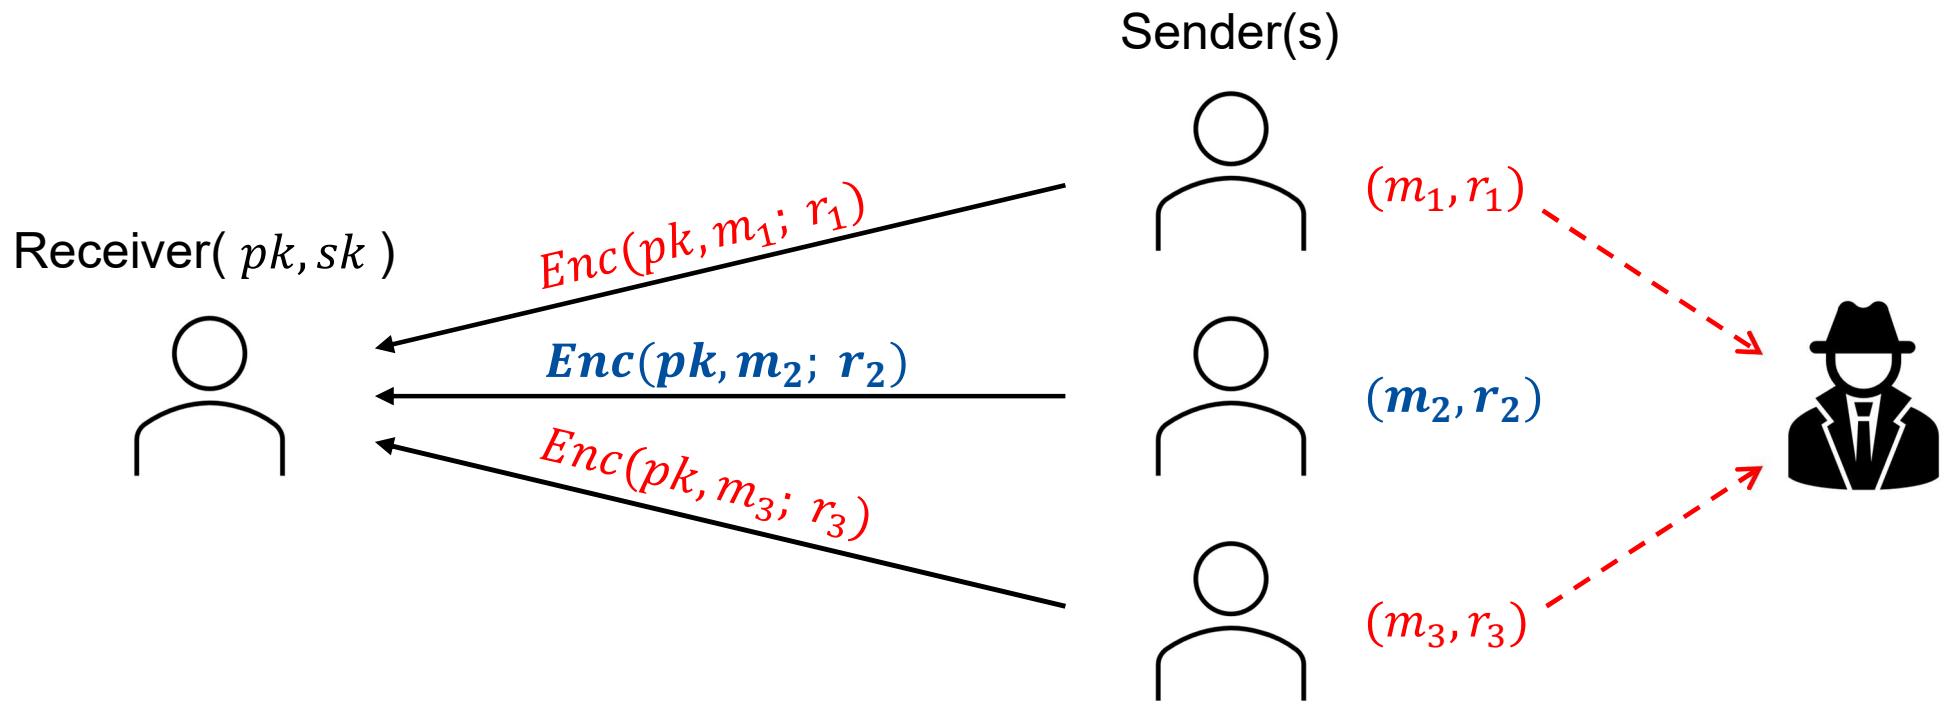 Sender(s)
(m₁, r₁)
Enc(pk, m₁; r₁)
Receiver( pk, sk )
Enc(pk, m₂; r₂)
(m₂, r₂)
Enc(pk, m₃; r₃)
(m₃, r₃)